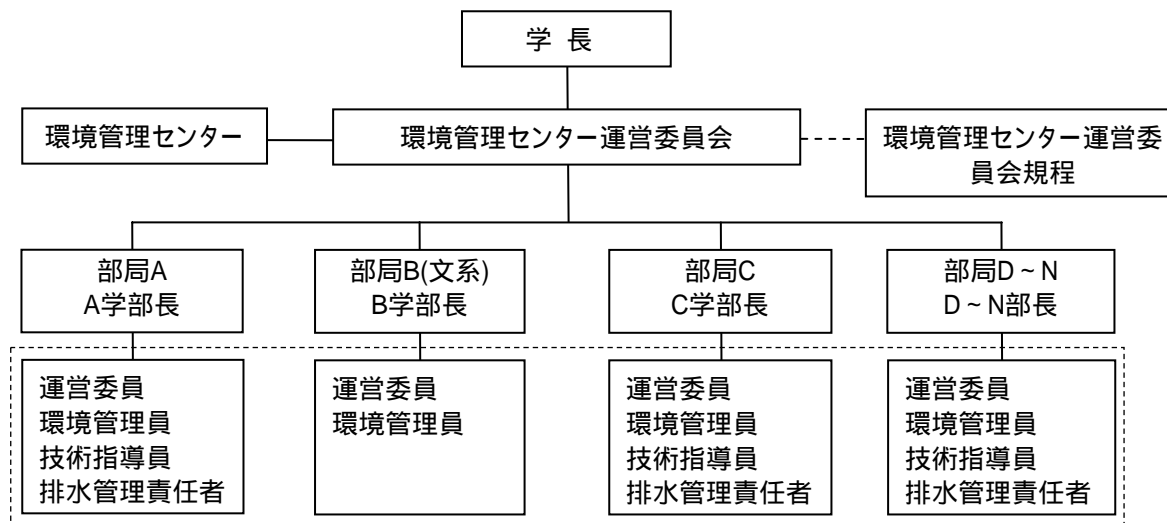 学 長
環境管理センター
環境管理センター運営委員会
環境管理センター運営委
員会規程
部局A
A学部長
部局B(文系)
B学部長
部局C
C学部長
部局D ~ N
D ~ N部長
運営委員
環境管理員
技術指導員
排水管理責任者
運営委員
環境管理員
運営委員
環境管理員
技術指導員
排水管理責任者
運営委員
環境管理員
技術指導員
排水管理責任者